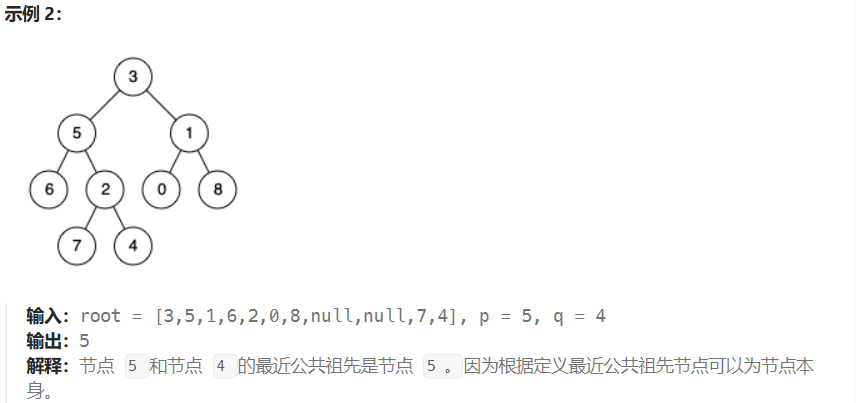 示例 2：
3
5 1
6 2 0 8
7 4
输入：root = [3,5,1,6,2,0,8,null,null,7,4], p = 5, q = 4
输出：5
解释：节点 5 和节点 4 的最近公共祖先是节点 5 。因为根据定义最近公共祖先节点可以为节点本
身。